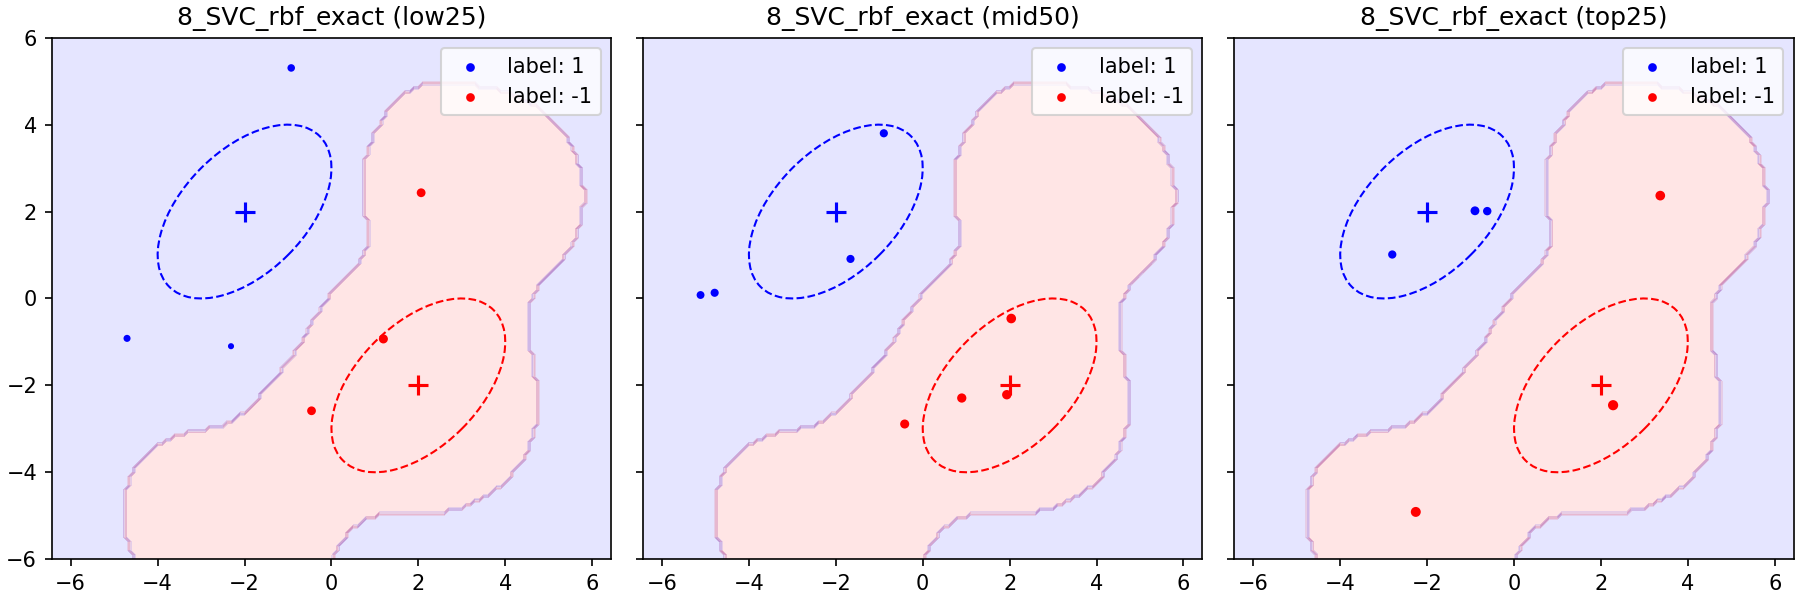 8_SVC_rbf_exact (low25)
8_SVC_rbf_exact (mid50)
8_SVC_rbf_exact (top25)
label: 1
label: -1
label: 1
label: -1
label: 1
label: -1
6
4
2
0
−2
−4
−6
−6 −4 −2 0 2 4 6
−6 −4 −2 0 2 4 6
−6 −4 −2 0 2 4 6